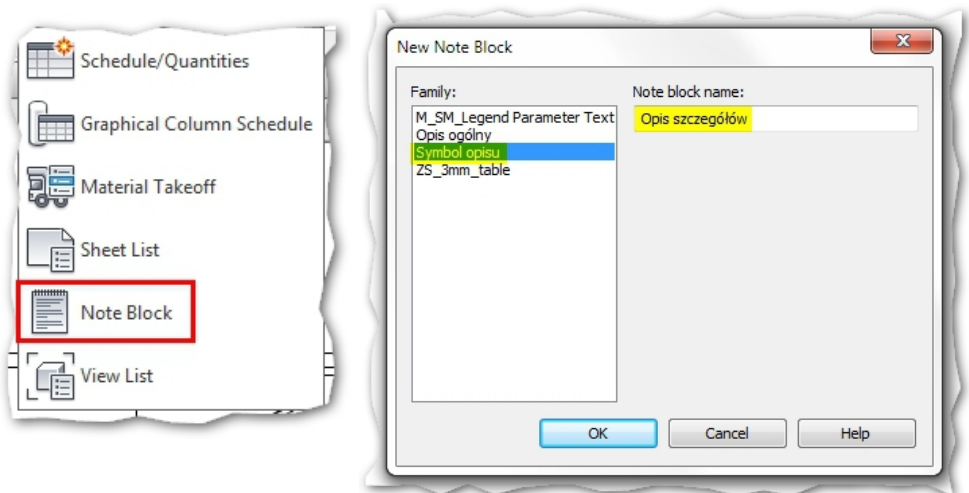 Schedule/Quantities
Graphical Column Schedule
Material Takeoff
Sheet List
Note Block
View List
New Note Block
Family:
M_SM_Legend Parameter Text
Opis ogólny
Symbol opisu
ZS_3mm_table
Note block name:
Opis szczegółów
OK
Cancel
Help